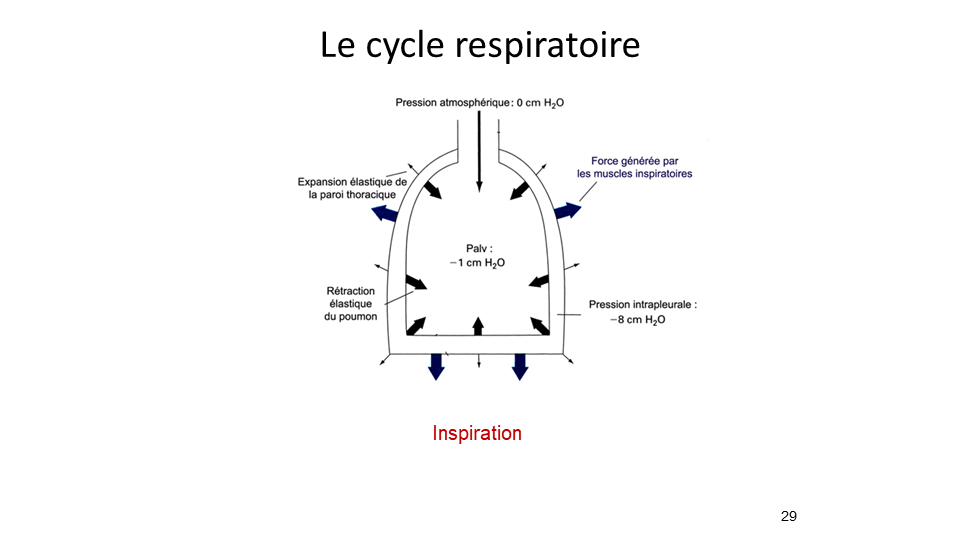 Le cycle respiratoire
Pression atmosphérique : 0 cm H₂O
Force générée par
les muscles inspiratoires
Expansion élastique de
la paroi thoracique
Palv :
−1 cm H₂O
Rétraction
élastique
du poumon
Pression intrapleurale :
−8 cm H₂O
Inspiration
29